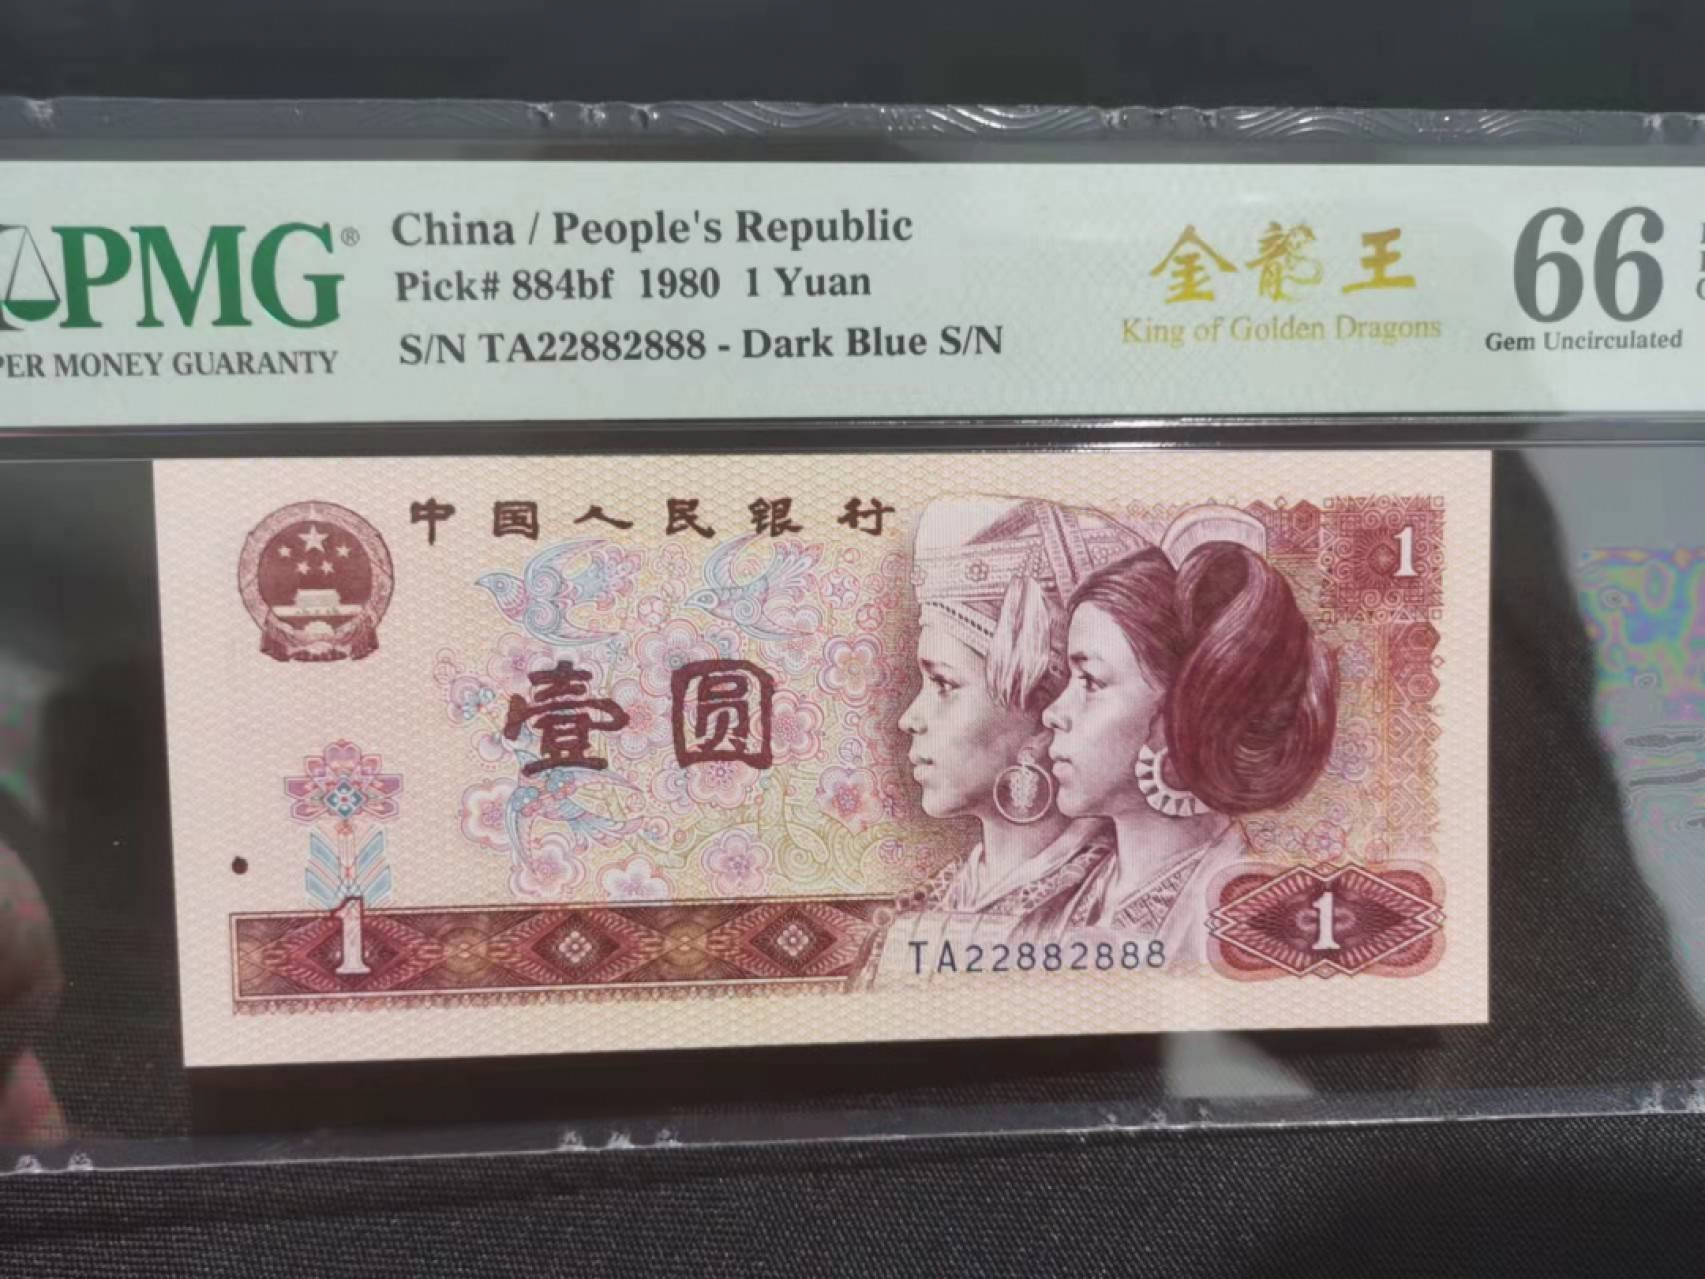 PMG®
PER MONEY GUARANTY
China / People's Republic
Pick# 884bf 1980 1 Yuan
S/N TA22882888 - Dark Blue S/N
金龍王
King of Golden Dragons
66
Gem Uncirculated
中国人民银行
1
壹圆
1
TA22882888
1